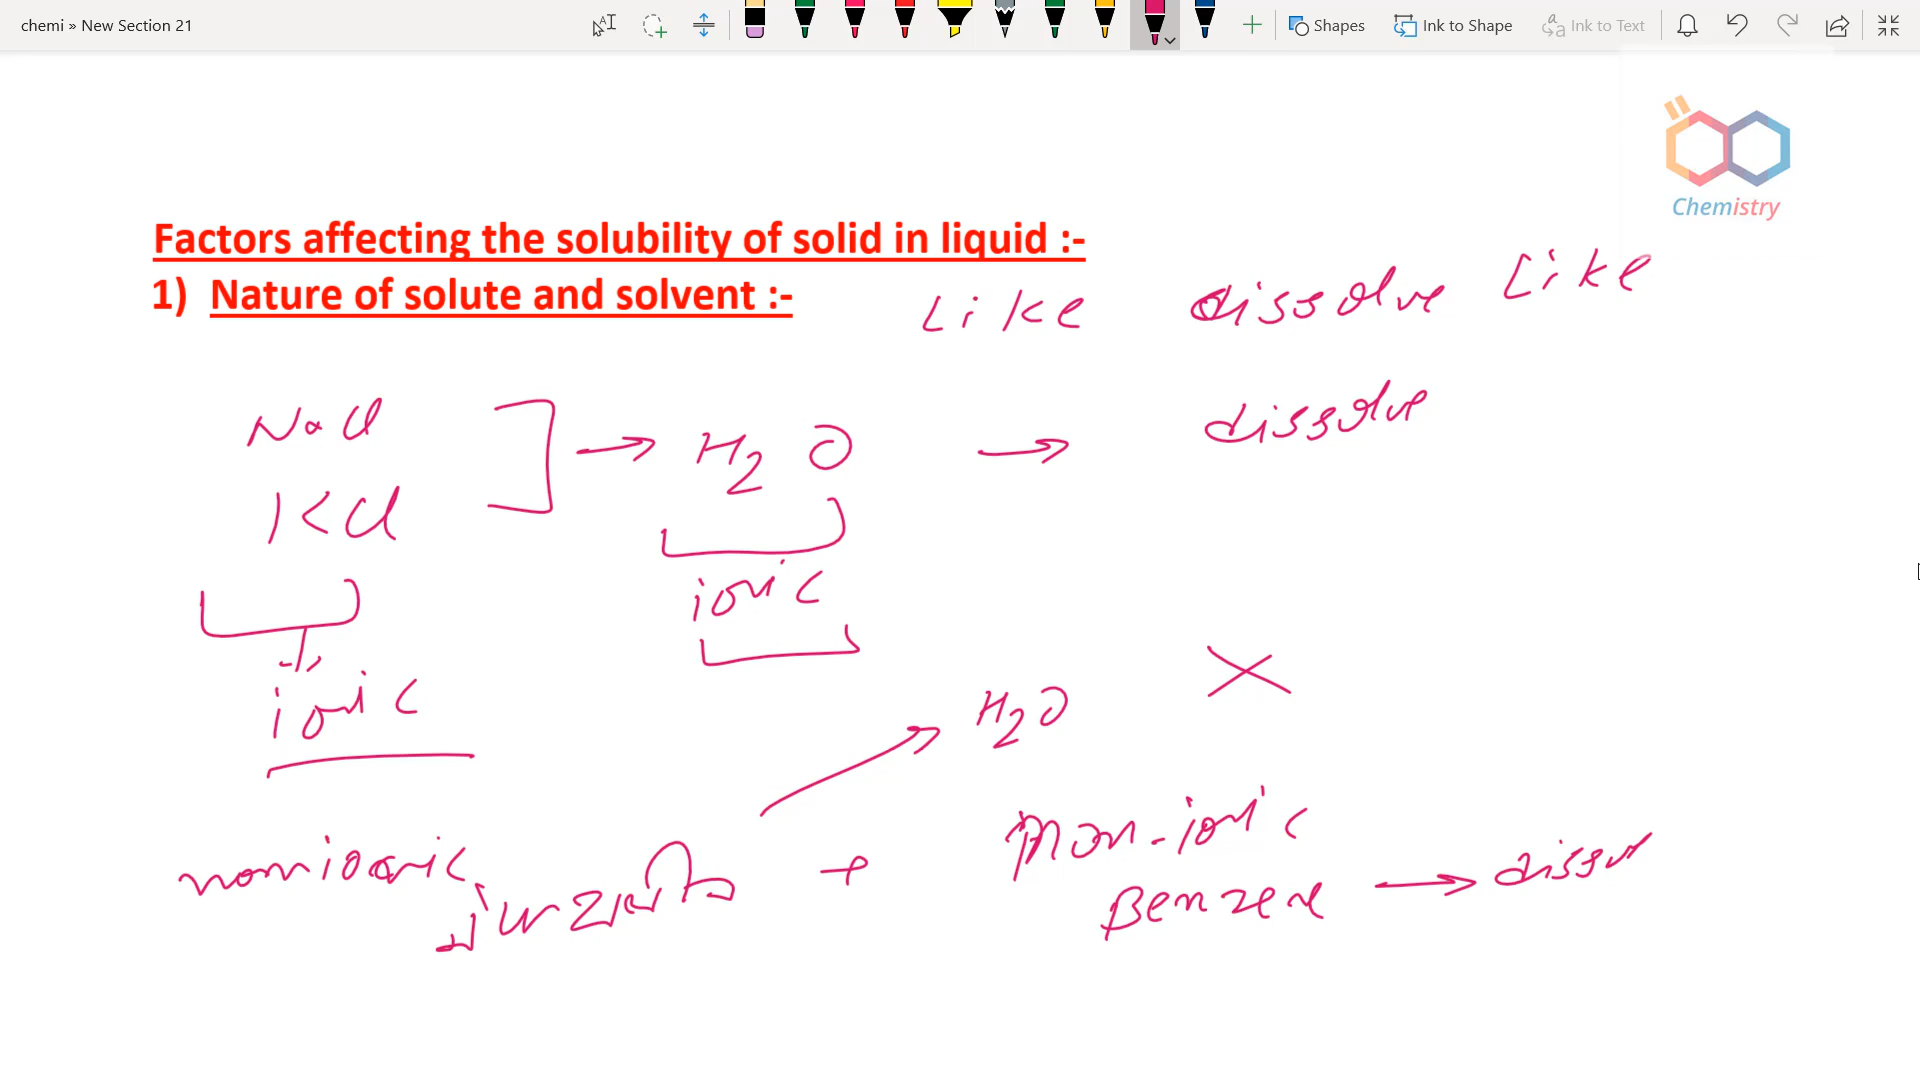 chemi » New Section 21
Shapes
Ink to Shape
Ink to Text
Chemistry
Factors affecting the solubility of solid in liquid :-
1) Nature of solute and solvent :-
Like dissolve Like
NaCl
KCl
→ H2O → dissolve
ionic
ionic
H2O
+
non-ionic
Benzene →